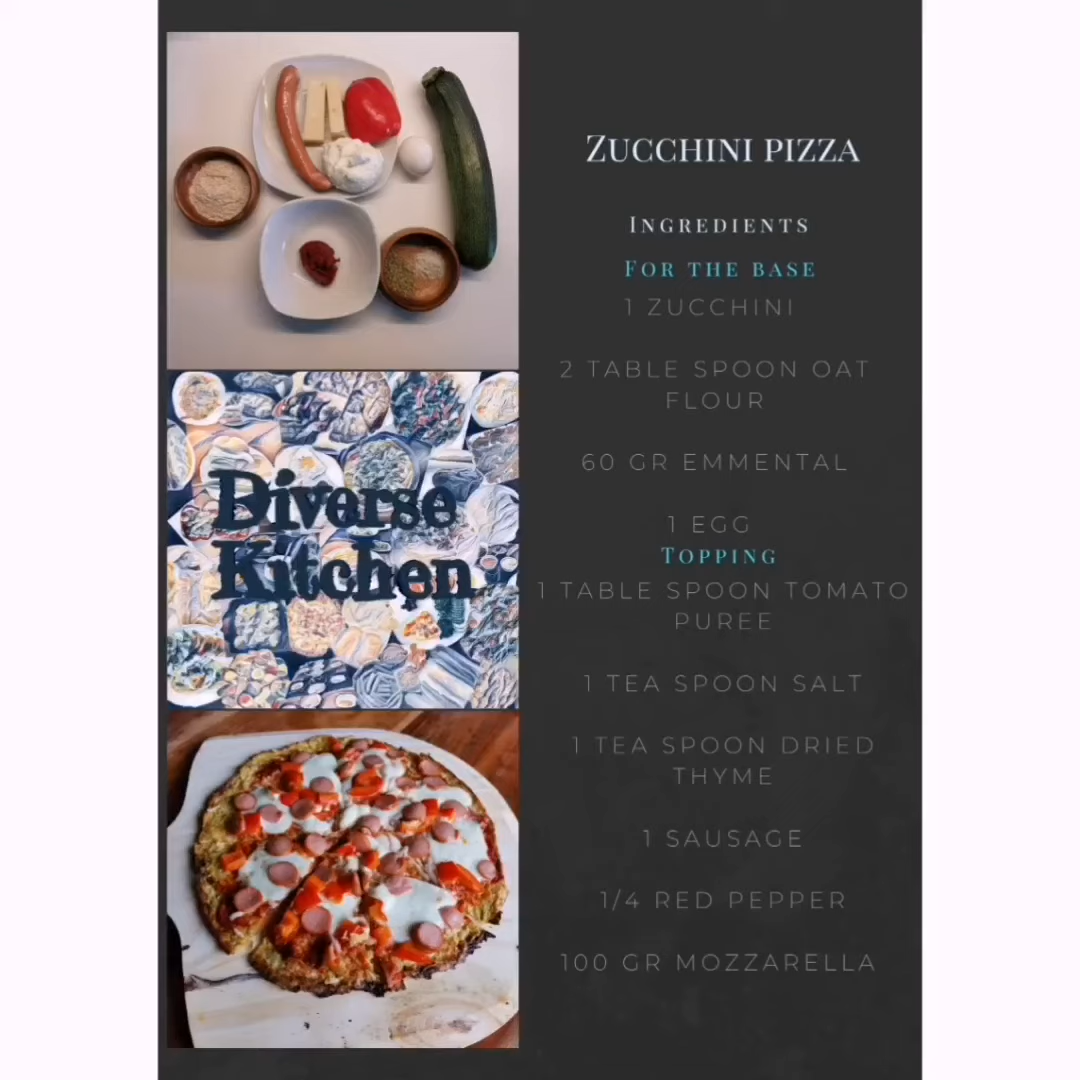 Zucchini pizza
Ingredients
For the base
1 ZUCCHINI
2 TABLE SPOON OAT
FLOUR
60 GR EMMENTAL
1 EGG
Topping
1 TABLE SPOON TOMATO
PUREE
1 TEA SPOON SALT
1 TEA SPOON DRIED
THYME
1 SAUSAGE
1/4 RED PEPPER
100 GR MOZZARELLA
Diverse
Kitchen